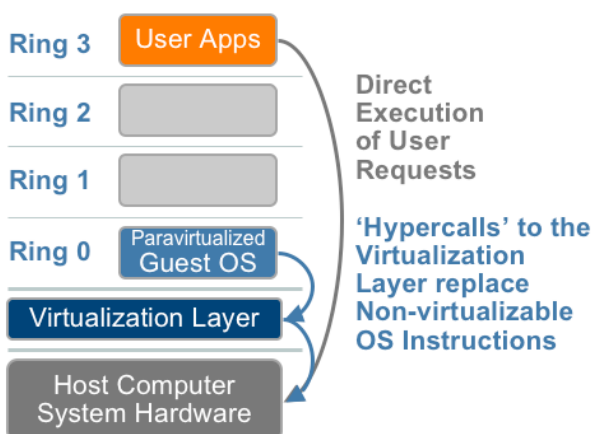 Ring 3
User Apps
Ring 2
Ring 1
Ring 0
Paravirtualized
Guest OS
Virtualization Layer
Host Computer
System Hardware
Direct
Execution
of User
Requests
‘Hypercalls’ to the
Virtualization
Layer replace
Non-virtualizable
OS Instructions